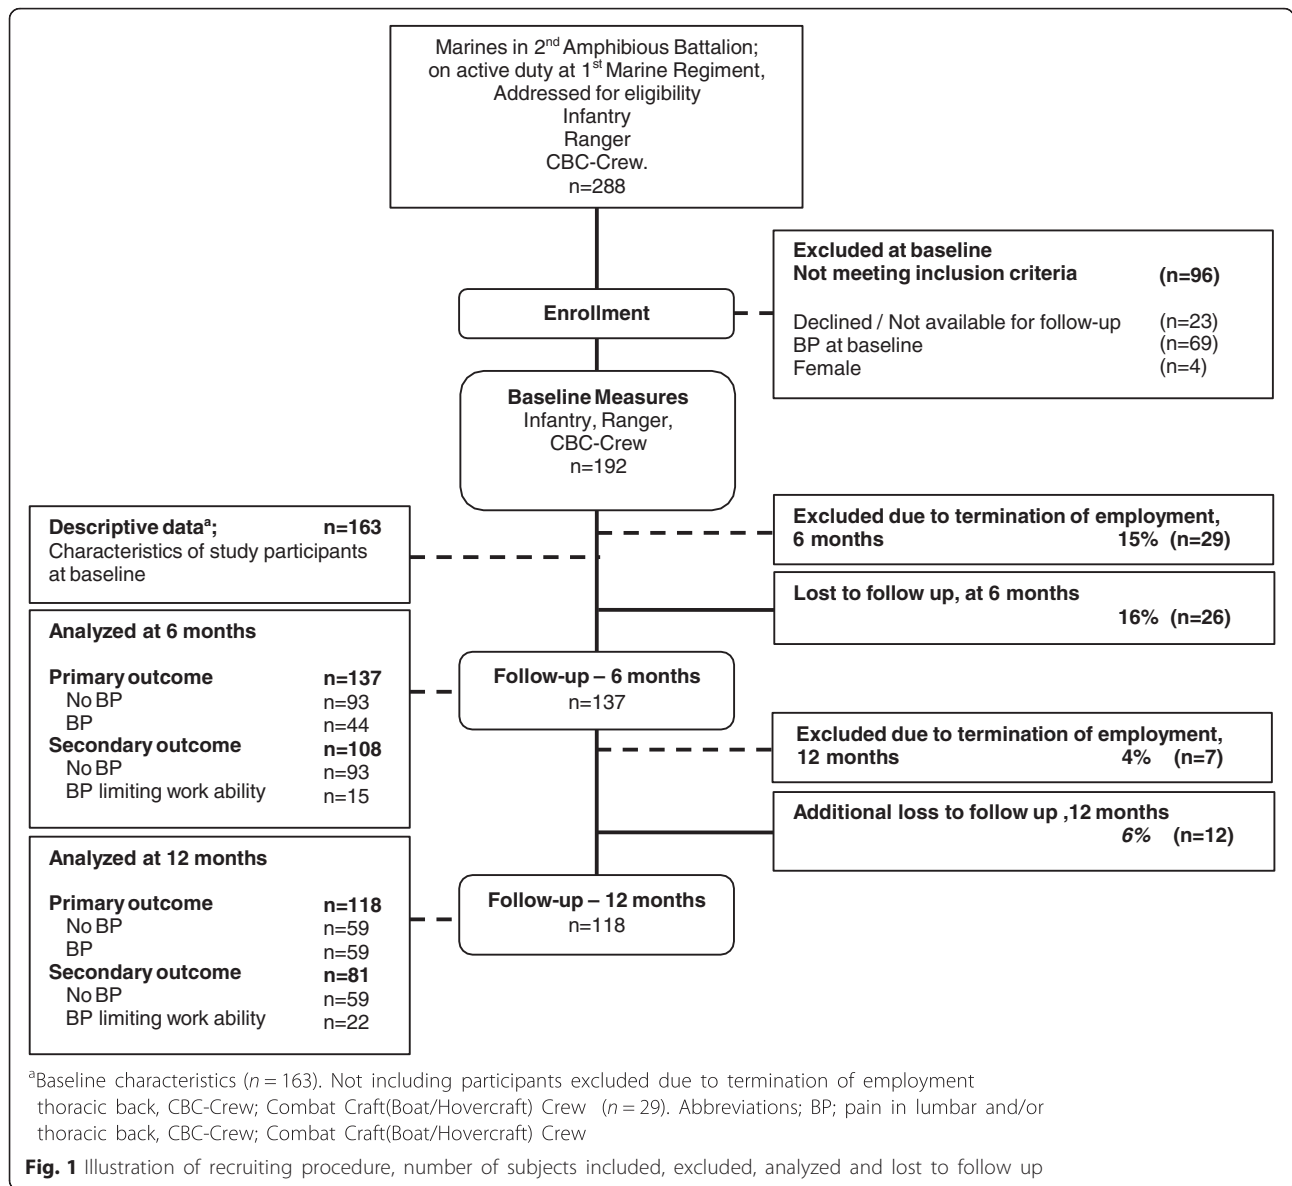 Marines in 2nd Amphibious Battalion;
on active duty at 1st Marine Regiment,
Addressed for eligibility
Infantry
Ranger
CBC-Crew.
n=288
Excluded at baseline
Not meeting inclusion criteria (n=96)
Declined / Not available for follow-up (n=23)
BP at baseline (n=69)
Female (n=4)
Enrollment
Baseline Measures
Infantry, Ranger,
CBC-Crew
n=192
Descriptive dataa; n=163
Characteristics of study participants
at baseline
Excluded due to termination of employment,
6 months 15% (n=29)
Lost to follow up, at 6 months
16% (n=26)
Analyzed at 6 months
Primary outcome n=137
No BP n=93
BP n=44
Secondary outcome n=108
No BP n=93
BP limiting work ability n=15
Follow-up – 6 months
n=137
Excluded due to termination of employment,
12 months 4% (n=7)
Additional loss to follow up ,12 months
6% (n=12)
Analyzed at 12 months
Primary outcome n=118
No BP n=59
BP n=59
Secondary outcome n=81
No BP n=59
BP limiting work ability n=22
Follow-up – 12 months
n=118
aBaseline characteristics (n = 163). Not including participants excluded due to termination of employment
thoracic back, CBC-Crew; Combat Craft(Boat/Hovercraft) Crew (n = 29). Abbreviations; BP; pain in lumbar and/or
thoracic back, CBC-Crew; Combat Craft(Boat/Hovercraft) Crew
Fig. 1 Illustration of recruiting procedure, number of subjects included, excluded, analyzed and lost to follow up